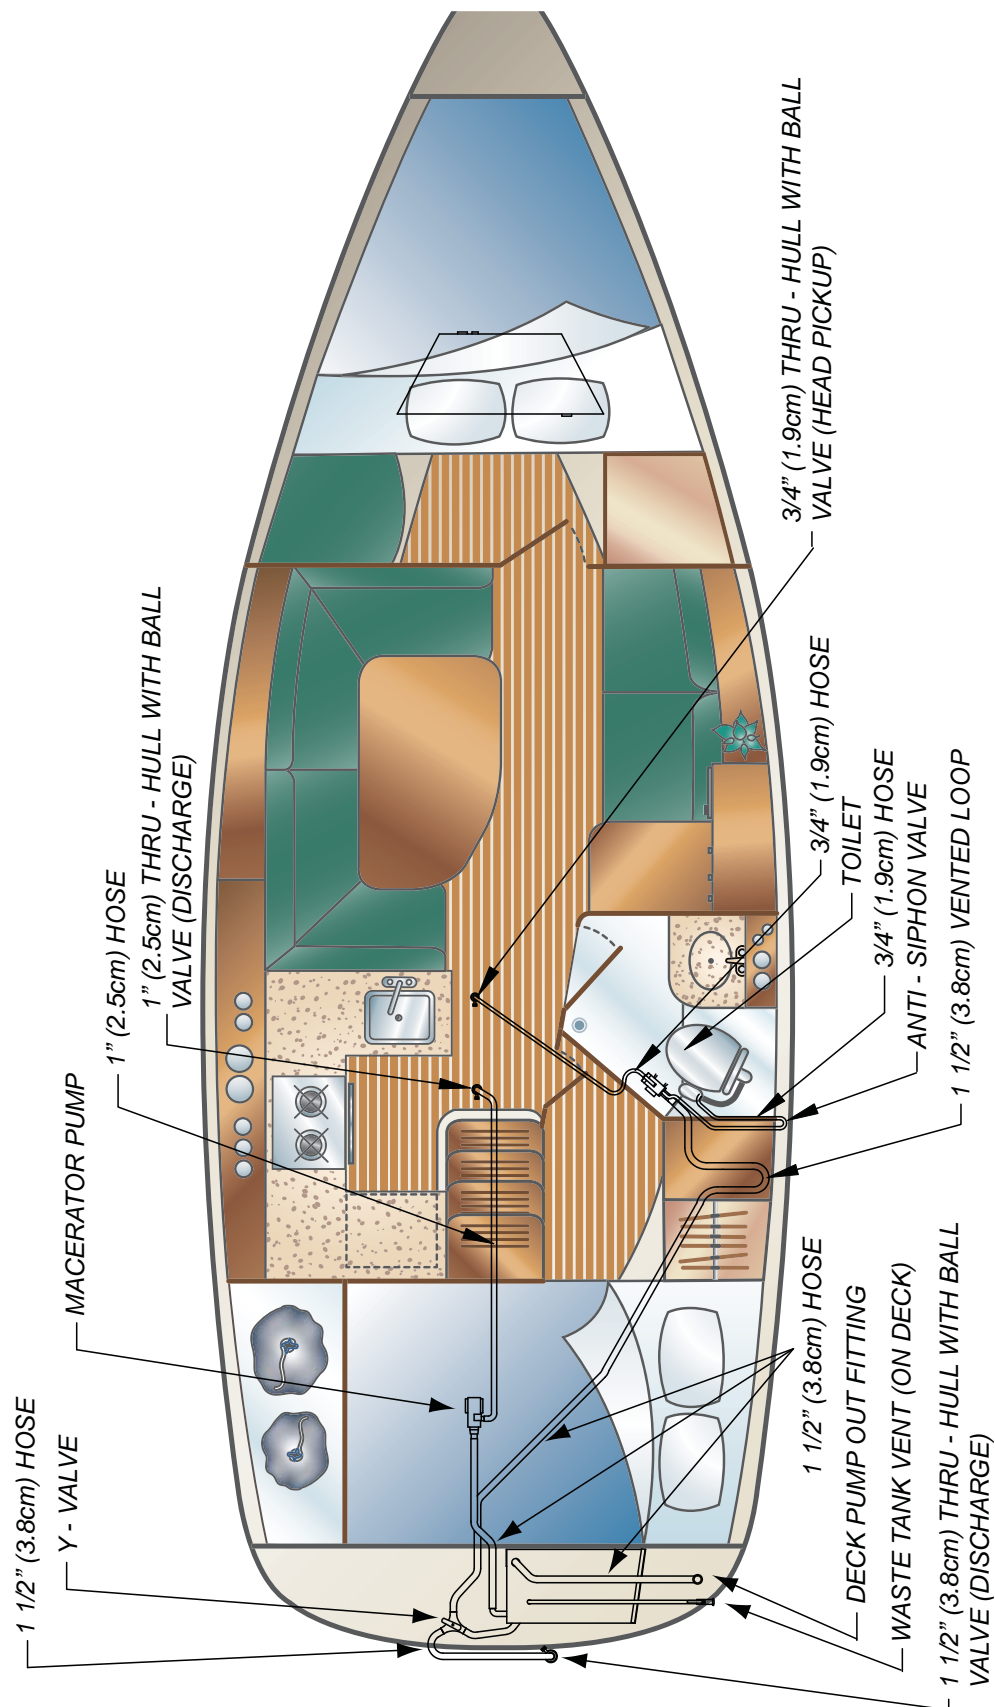 1 1/2” (3.8cm) HOSE
Y - VALVE
MACERATOR PUMP
1” (2.5cm) HOSE
1” (2.5cm) THRU - HULL WITH BALL
VALVE (DISCHARGE)
3/4” (1.9cm) THRU - HULL WITH BALL
VALVE (HEAD PICKUP)
3/4” (1.9cm) HOSE
TOILET
3/4” (1.9cm) HOSE
ANTI - SIPHON VALVE
1 1/2” (3.8cm) VENTED LOOP
1 1/2” (3.8cm) HOSE
DECK PUMP OUT FITTING
WASTE TANK VENT (ON DECK)
1 1/2” (3.8cm) THRU - HULL WITH BALL
VALVE (DISCHARGE)